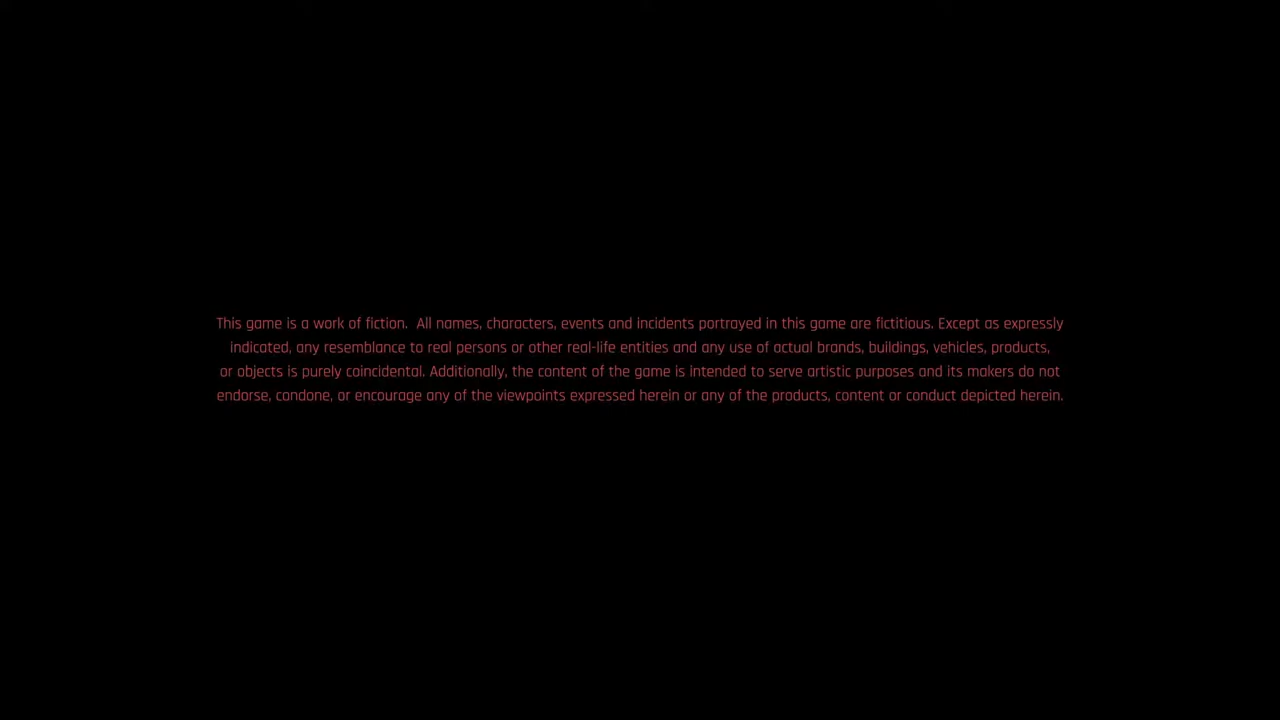 This game is a work of fiction.  All names, characters, events and incidents portrayed in this game are fictitious. Except as expressly
indicated, any resemblance to real persons or other real-life entities and any use of actual brands, buildings, vehicles, products,
or objects is purely coincidental. Additionally, the content of the game is intended to serve artistic purposes and its makers do not
endorse, condone, or encourage any of the viewpoints expressed herein or any of the products, content or conduct depicted herein.